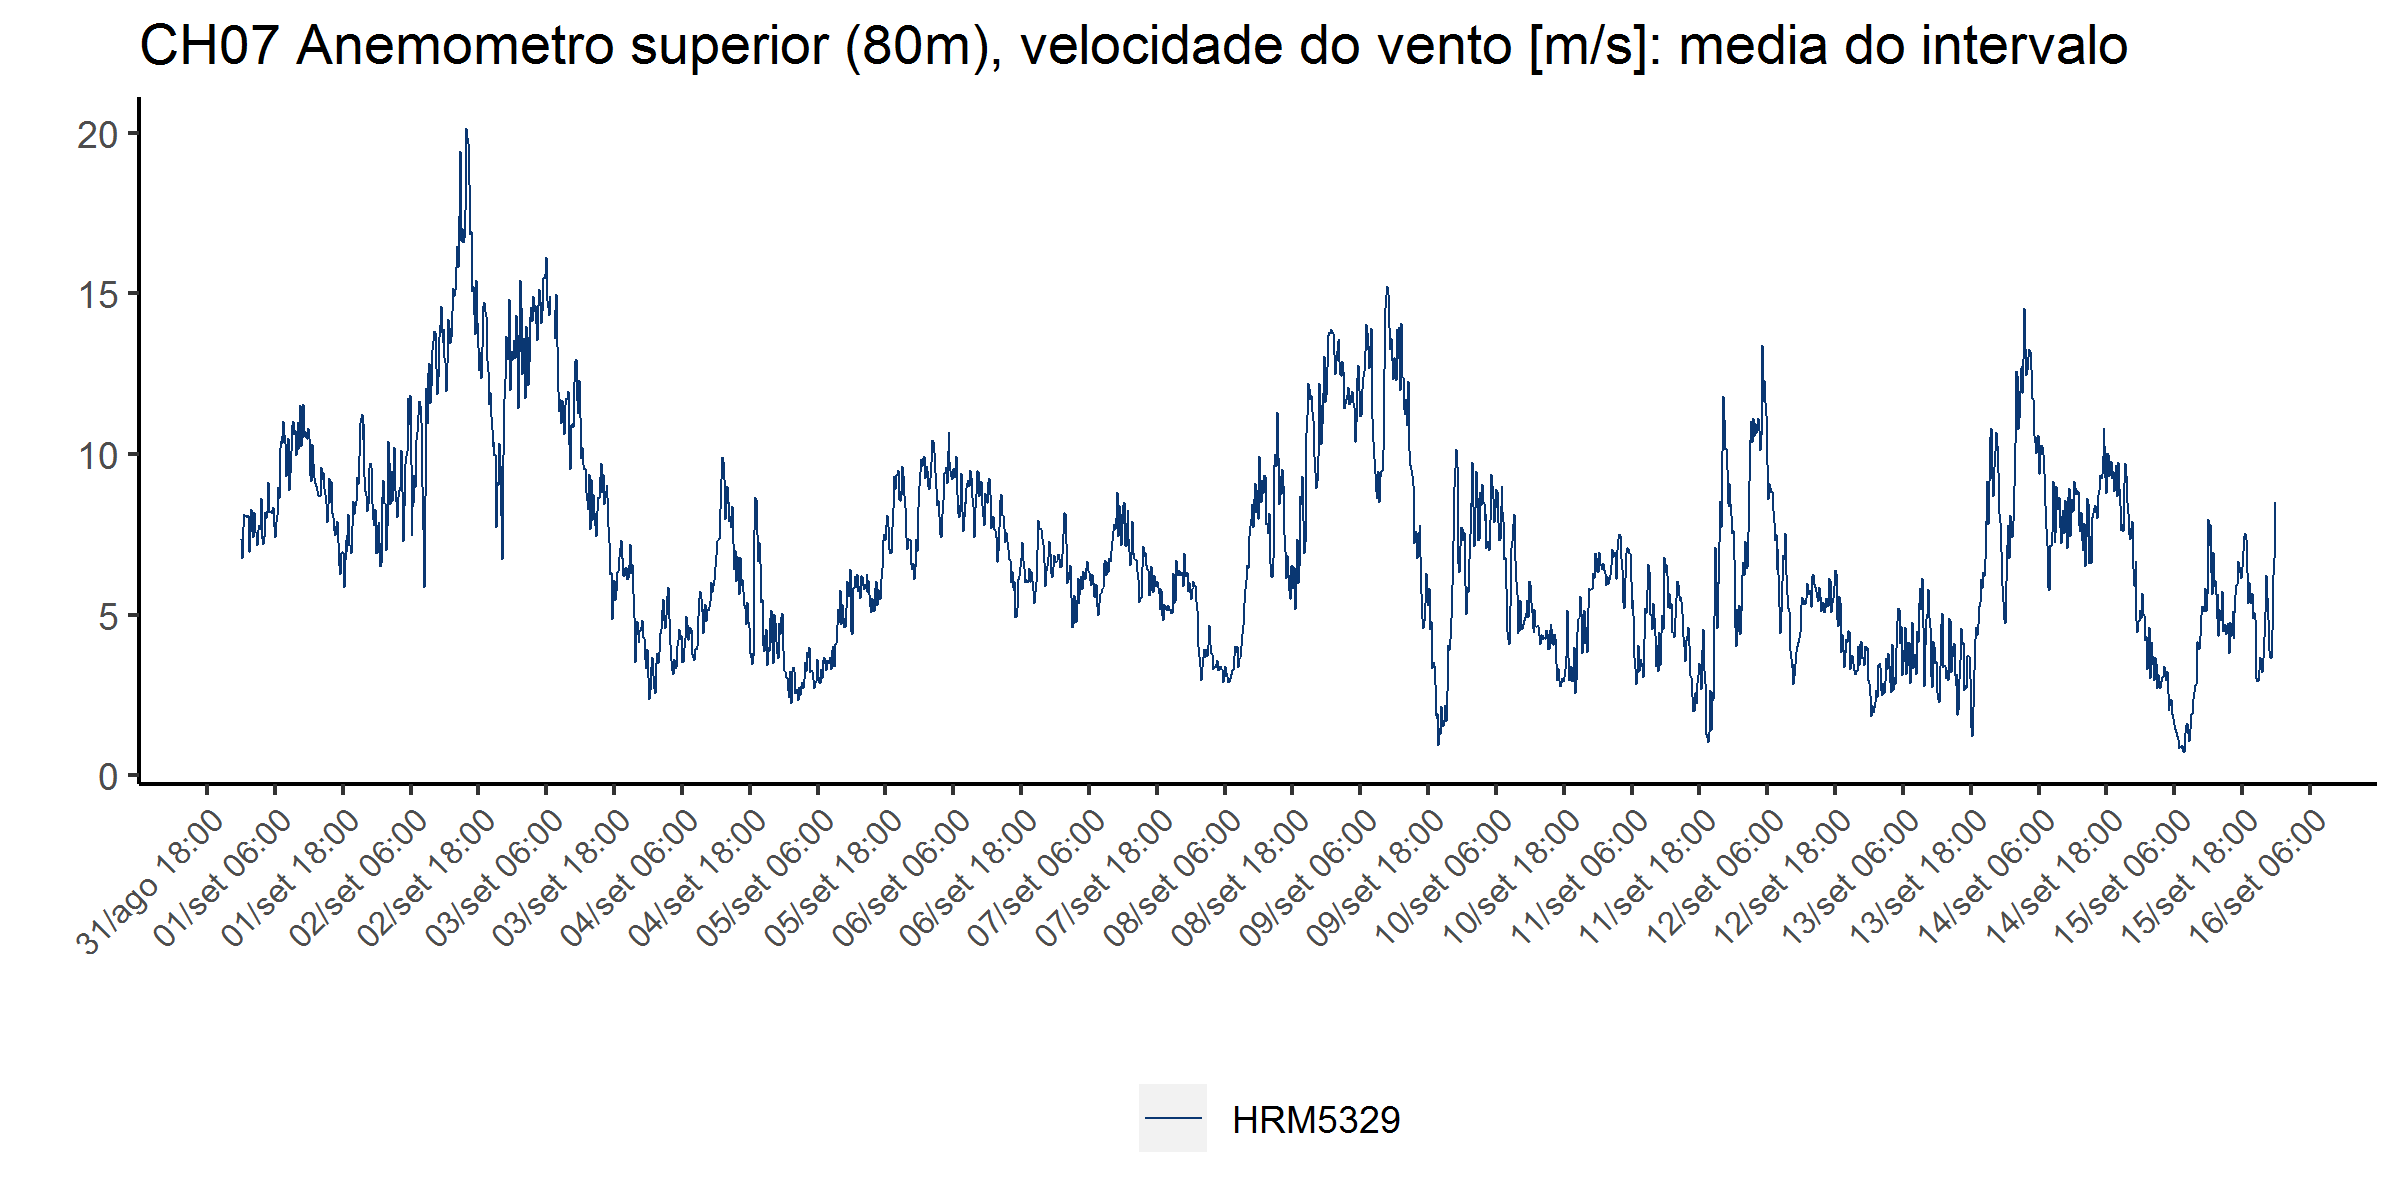 CH07 Anemometro superior (80m), velocidade do vento [m/s]: media do intervalo
20
15
10
5
0
31/ago 18:00
01/set 06:00
01/set 18:00
02/set 06:00
02/set 18:00
03/set 06:00
03/set 18:00
04/set 06:00
04/set 18:00
05/set 06:00
05/set 18:00
06/set 06:00
06/set 18:00
07/set 06:00
07/set 18:00
08/set 06:00
08/set 18:00
09/set 06:00
09/set 18:00
10/set 06:00
10/set 18:00
11/set 06:00
11/set 18:00
12/set 06:00
12/set 18:00
13/set 06:00
13/set 18:00
14/set 06:00
14/set 18:00
15/set 06:00
15/set 18:00
16/set 06:00
HRM5329